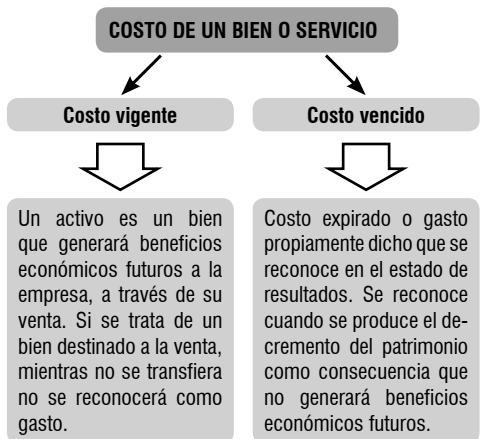 COSTO DE UN BIEN O SERVICIO
Costo vigente
Costo vencido
Un activo es un bien
que generará beneficios
económicos futuros a la
empresa, a través de su
venta. Si se trata de un
bien destinado a la venta,
mientras no se transfiera
no se reconocerá como
gasto.
Costo expirado o gasto
propiamente dicho que se
reconoce en el estado de
resultados. Se reconoce
cuando se produce el de-
cremento del patrimonio
como consecuencia que
no generará beneficios
económicos futuros.